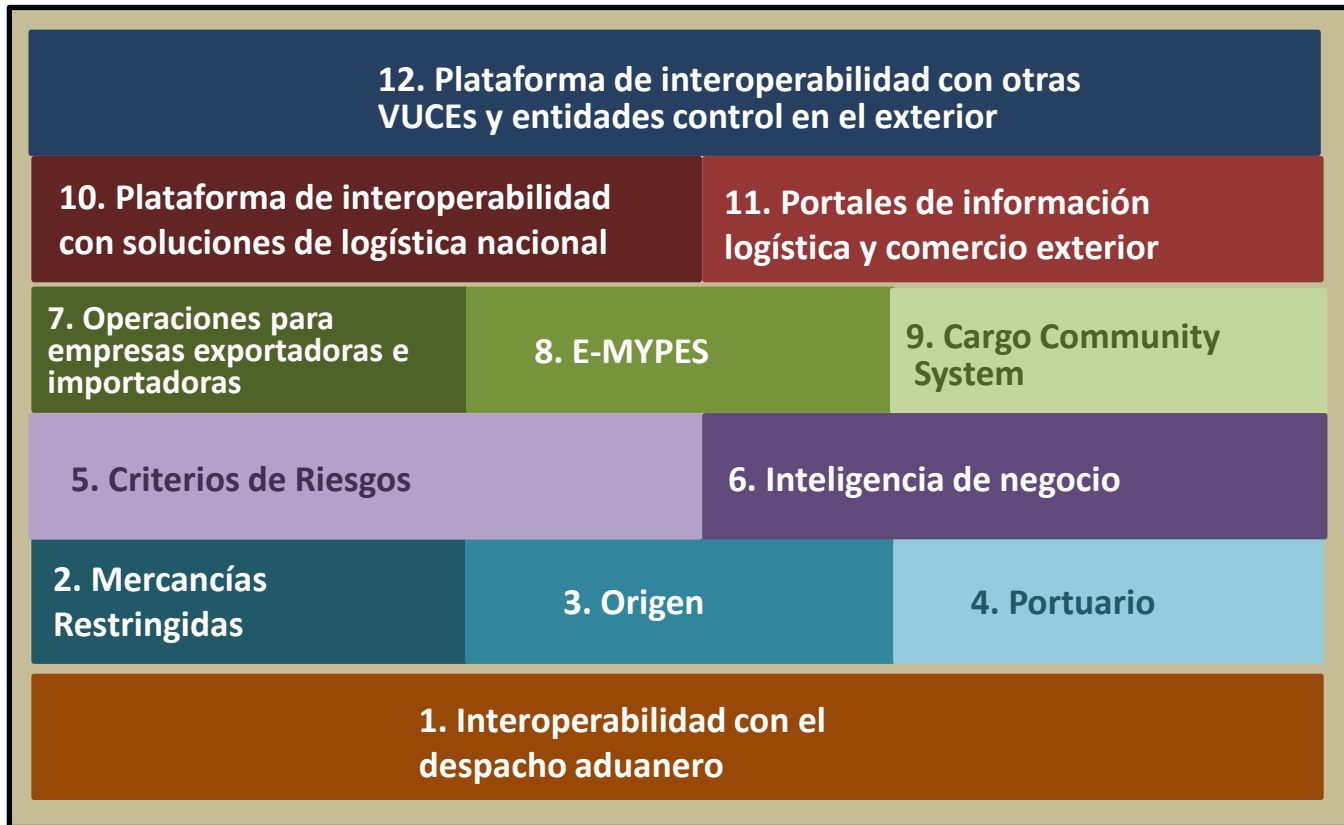 12. Plataforma de interoperabilidad con otras
VUCEs y entidades control en el exterior
10. Plataforma de interoperabilidad
con soluciones de logística nacional
11. Portales de información
logística y comercio exterior
7. Operaciones para
empresas exportadoras e
importadoras
8. E-MYPES
9. Cargo Community
System
5. Criterios de Riesgos
6. Inteligencia de negocio
2. Mercancías
Restringidas
3. Origen
4. Portuario
1. Interoperabilidad con el
despacho aduanero